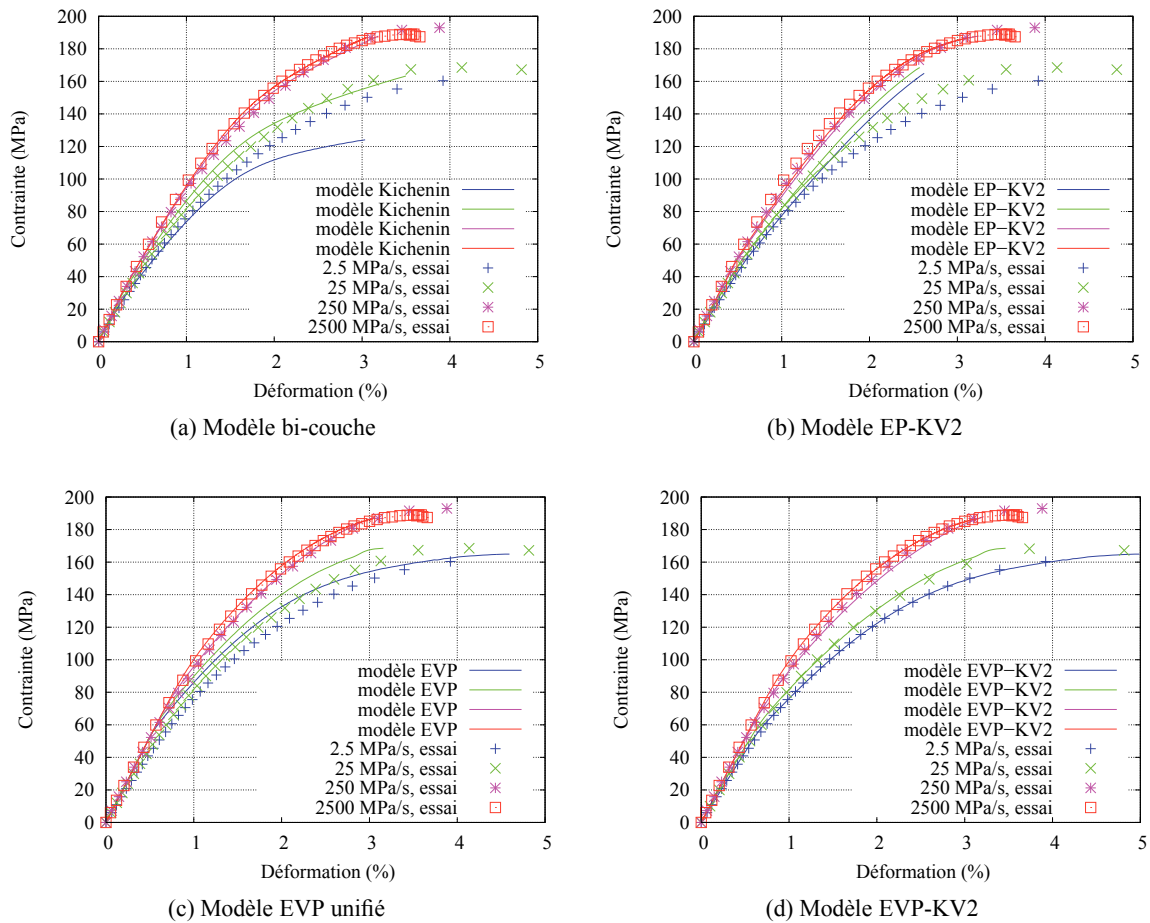 200
180
160
140
120
100
80
60
40
20
0
Contrainte (MPa)
modèle Kichenin
modèle Kichenin
modèle Kichenin
modèle Kichenin
2.5 MPa/s, essai
25 MPa/s, essai
250 MPa/s, essai
2500 MPa/s, essai
0 1 2 3 4 5
Déformation (%)
(a) Modèle bi-couche
200
180
160
140
120
100
80
60
40
20
0
Contrainte (MPa)
modèle EP−KV2
modèle EP−KV2
modèle EP−KV2
modèle EP−KV2
2.5 MPa/s, essai
25 MPa/s, essai
250 MPa/s, essai
2500 MPa/s, essai
0 1 2 3 4 5
Déformation (%)
(b) Modèle EP-KV2
200
180
160
140
120
100
80
60
40
20
0
Contrainte (MPa)
modèle EVP
modèle EVP
modèle EVP
modèle EVP
2.5 MPa/s, essai
25 MPa/s, essai
250 MPa/s, essai
2500 MPa/s, essai
0 1 2 3 4 5
Déformation (%)
(c) Modèle EVP unifié
200
180
160
140
120
100
80
60
40
20
0
Contrainte (MPa)
modèle EVP−KV2
modèle EVP−KV2
modèle EVP−KV2
modèle EVP−KV2
2.5 MPa/s, essai
25 MPa/s, essai
250 MPa/s, essai
2500 MPa/s, essai
0 1 2 3 4 5
Déformation (%)
(d) Modèle EVP-KV2